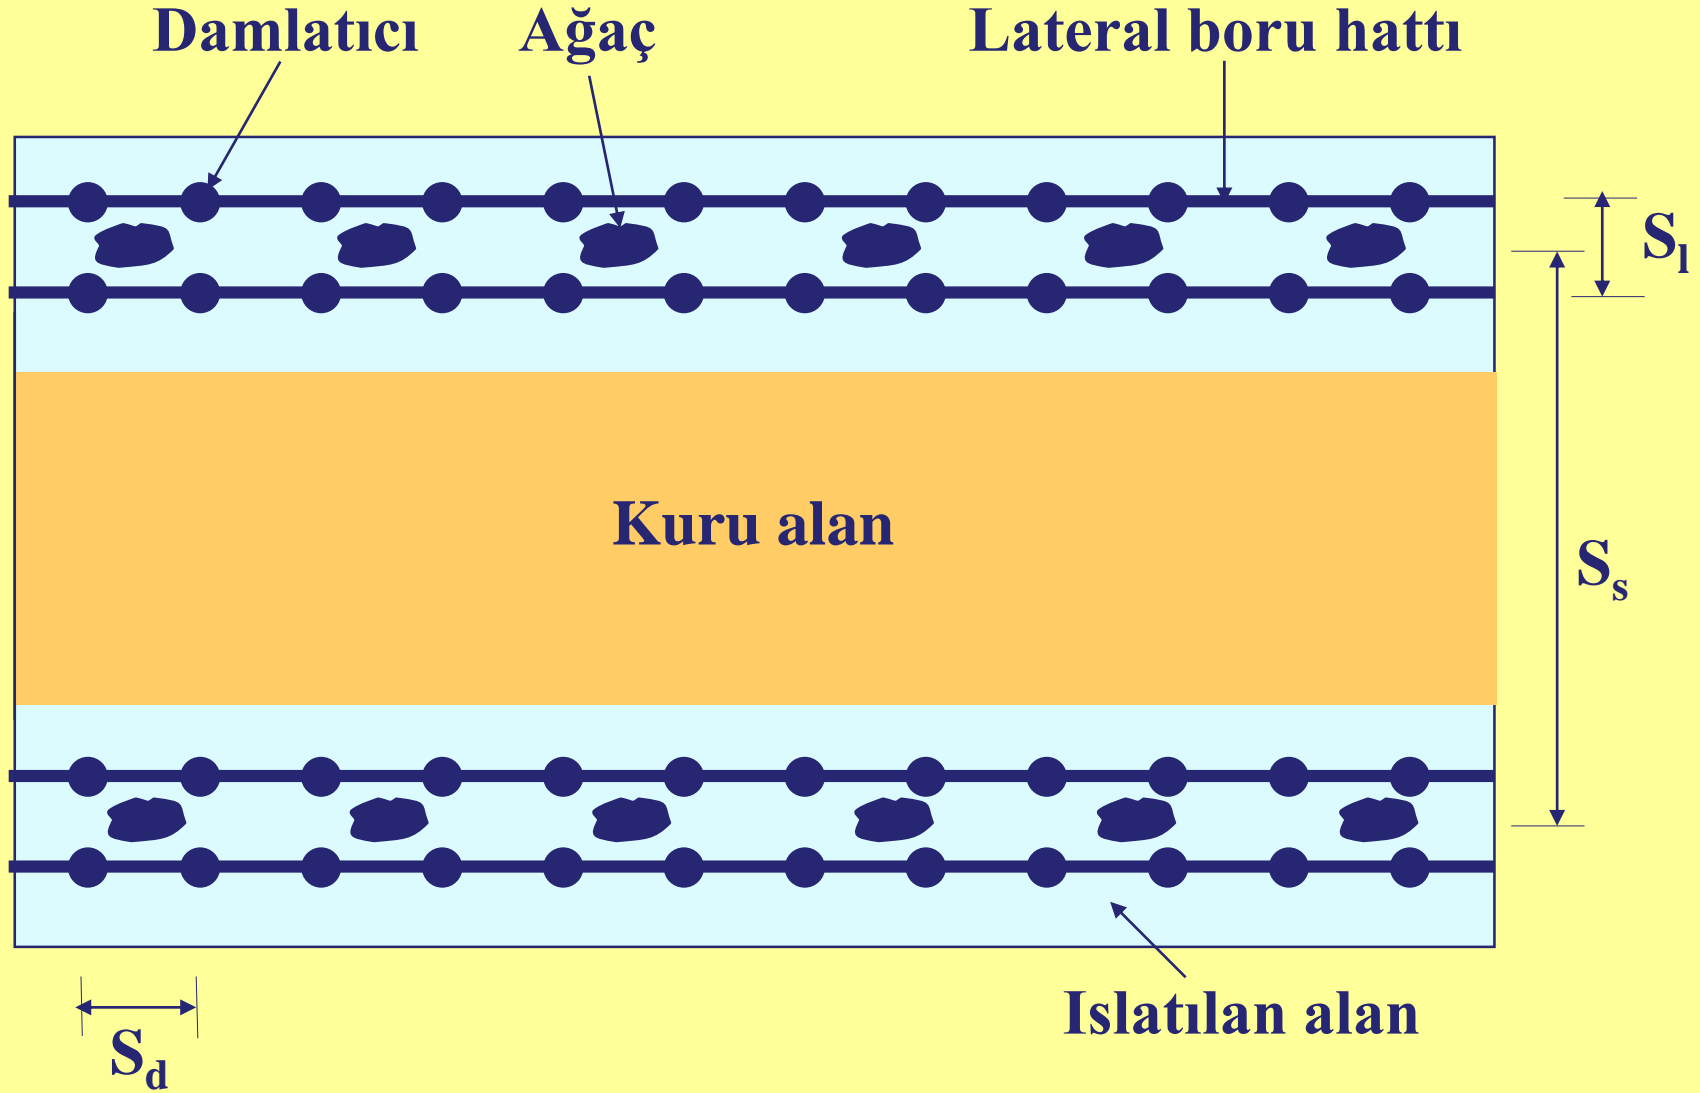 Damlatıcı
Ağaç
Lateral boru hattı
Sl
Kuru alan
Ss
Islatılan alan
Sd